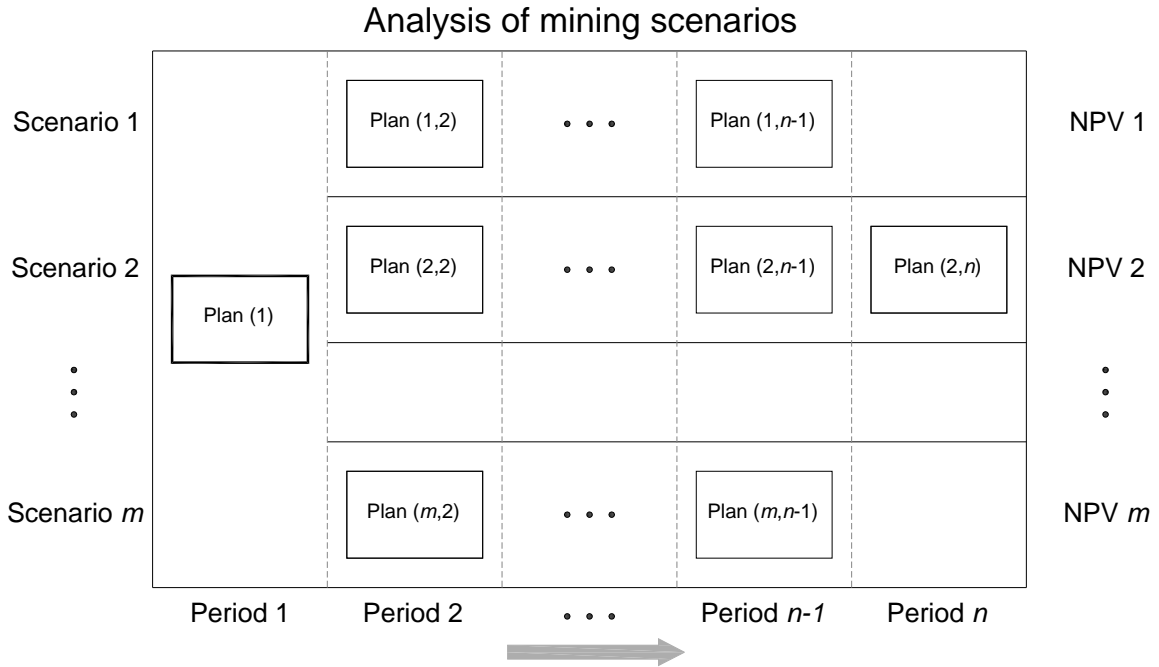 Analysis of mining scenarios
Scenario 1
Plan (1,2)
• • •
Plan (1,n-1)
NPV 1
Scenario 2
Plan (2,2)
• • •
Plan (2,n-1)
Plan (2,n)
NPV 2
Plan (1)
Scenario m
Plan (m,2)
• • •
Plan (m,n-1)
NPV m
Period 1
Period 2
• • •
Period n-1
Period n